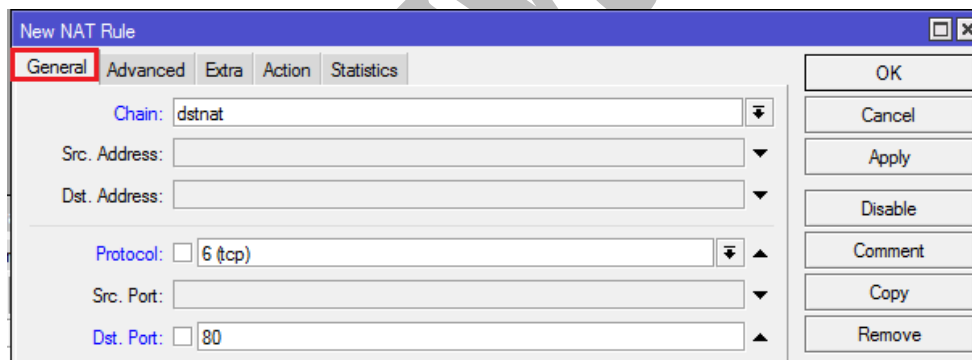 New NAT Rule
General Advanced Extra Action Statistics
OK
Chain: dstnat
Cancel
Src. Address:
Apply
Dst. Address:
Disable
Protocol: 6 (tcp)
Comment
Src. Port:
Copy
Dst. Port: 80
Remove